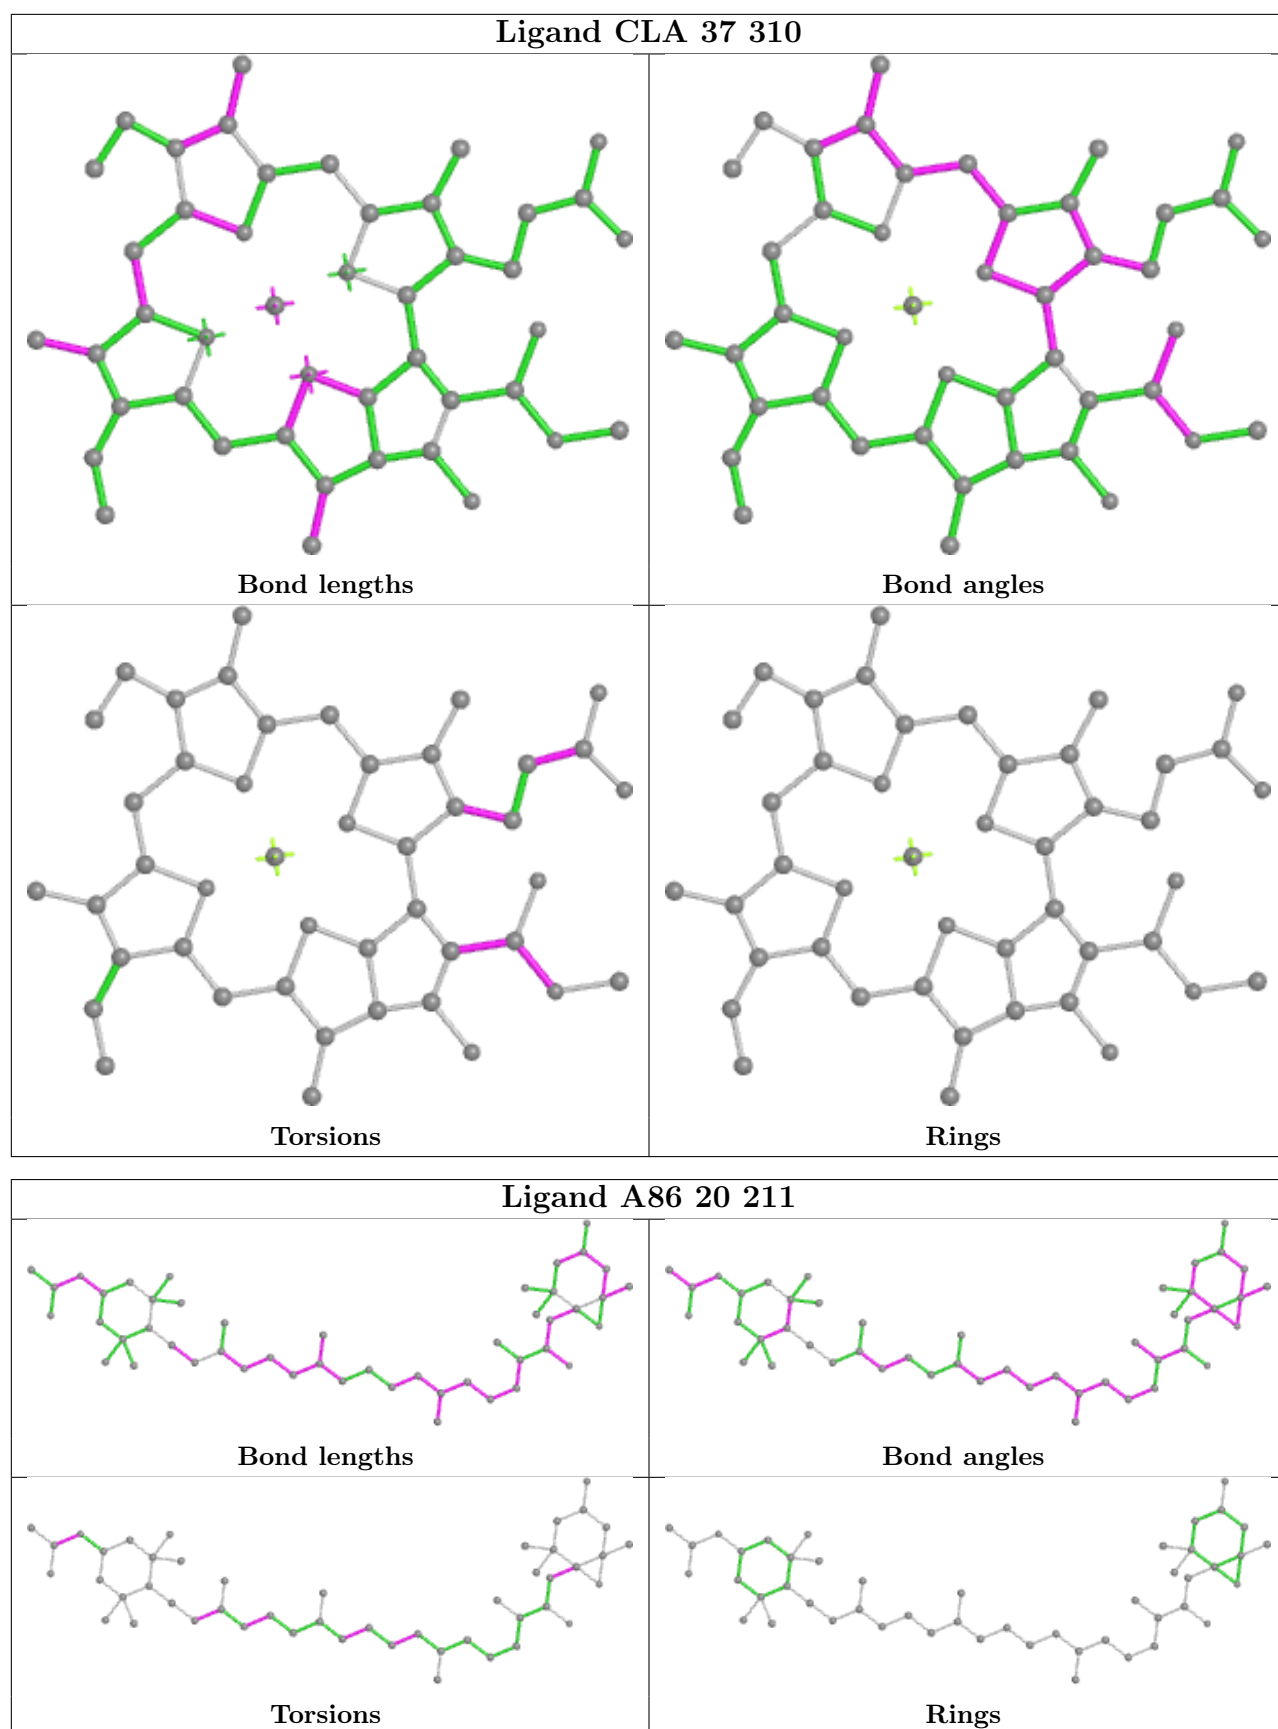 Ligand CLA 37 310
Bond lengths
Bond angles
Torsions
Rings
Ligand A86 20 211
Bond lengths
Bond angles
Torsions
Rings